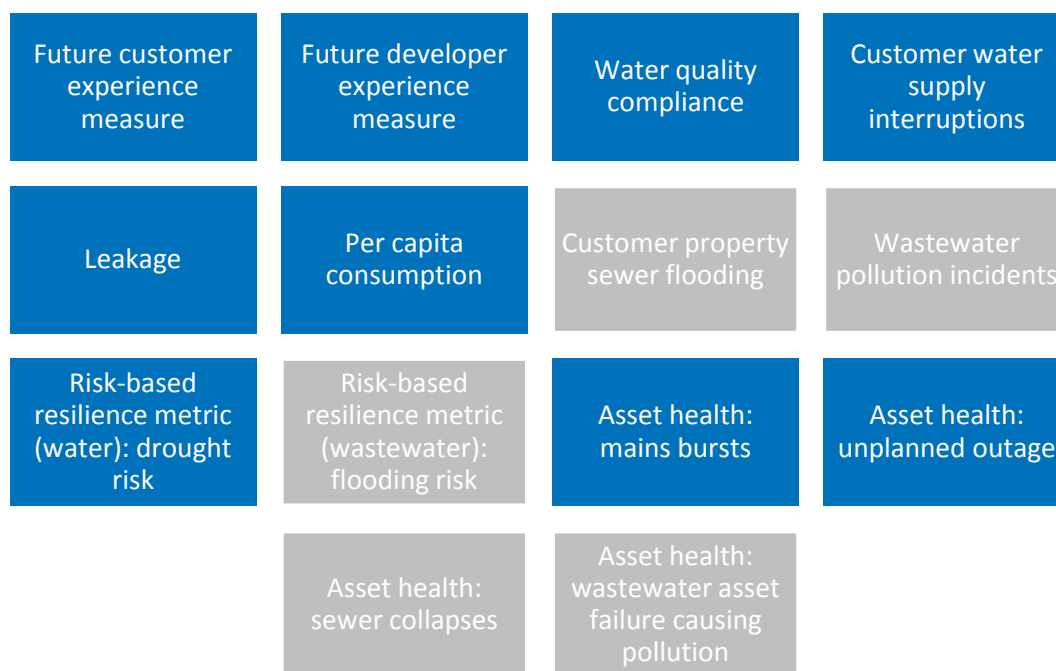 Future customer
experience
measure
Future developer
experience
measure
Water quality
compliance
Customer water
supply
interruptions
Leakage
Per capita
consumption
Customer property
sewer flooding
Wastewater
pollution incidents
Risk-based
resilience metric
(water): drought
risk
Risk-based
resilience metric
(wastewater):
flooding risk
Asset health:
mains bursts
Asset health:
unplanned outage
Asset health:
sewer collapses
Asset health:
wastewater asset
failure causing
pollution